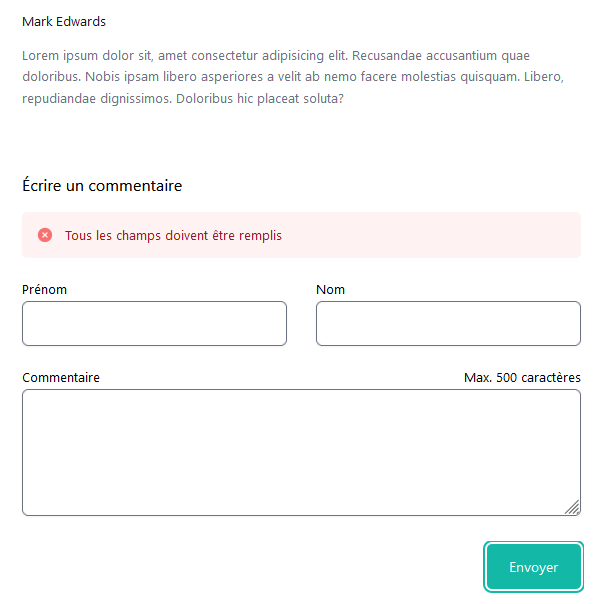 Mark Edwards
Lorem ipsum dolor sit, amet consectetur adipisicing elit. Recusandae accusantium quae
doloribus. Nobis ipsam libero asperiores a velit ab nemo facere molestias quisquam. Libero,
repudiandae dignissimos. Doloribus hic placeat soluta?
Écrire un commentaire
Tous les champs doivent être remplis
Prénom
Nom
Commentaire
Max. 500 caractères
Envoyer